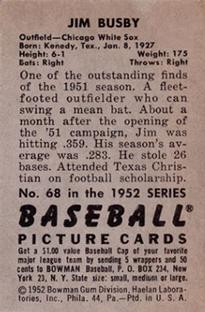 JIM BUSBY
Outfield—Chicago White Sox
Born: Kenedy, Tex., Jan. 8, 1927
Height: 6-1 Weight: 175
Bats: Right Throws: Right
One of the outstanding finds
of the 1951 season. A fleet-
footed outfielder who can
swing a mean bat. About a
month after the opening of
the '51 campaign, Jim was
hitting .359. His season's av-
erage was .283. He stole 26
bases. Attended Texas Chris-
tian on football scholarship.
No. 68 in the 1952 SERIES
BASEBALL®
PICTURE CARDS
Get a $1.00 value Baseball Cap of your favorite
major league team by sending 5 wrappers and 50
cents to BOWMAN Baseball, P. O. BOX 234, New
York 23, N. Y. State size: small, medium or large.
©1952 Bowman Gum Division, Haelan Labora-
tories, Inc., Phila. 44, Pa.—Ptd. in U. S. A.